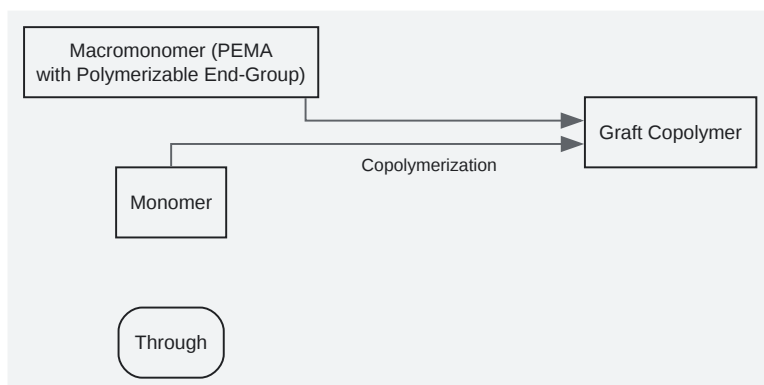 Macromonomer (PEMA
with Polymerizable End-Group)
Graft Copolymer
Copolymerization
Monomer
Through